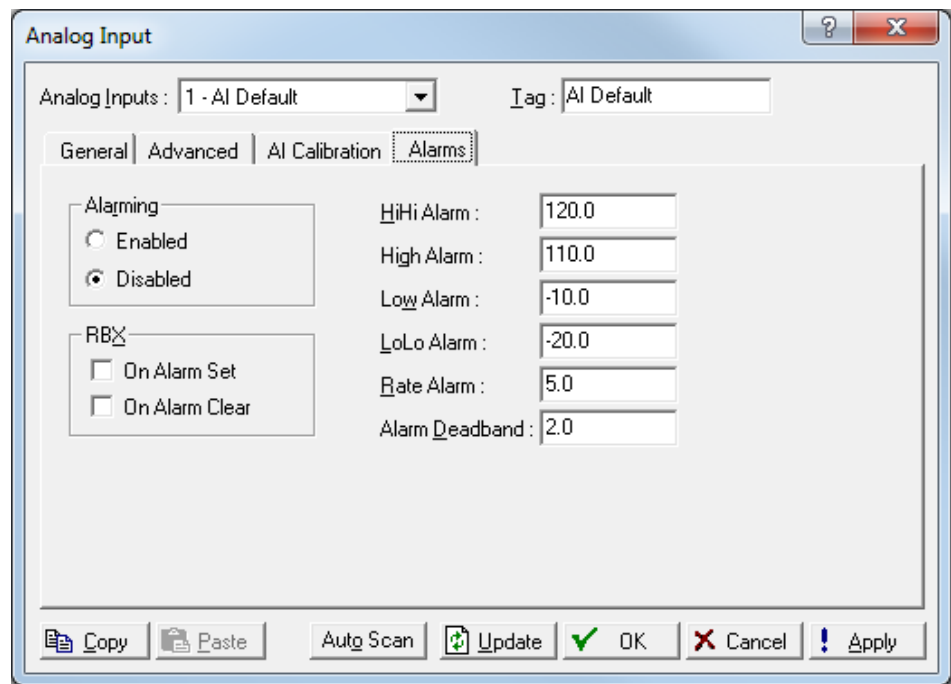 Analog Input
Analog Inputs : 1 - AI Default Tag : AI Default
General Advanced AI Calibration Alarms
Alarming
Enabled
Disabled
RBX
On Alarm Set
On Alarm Clear
HiHi Alarm : 120.0
High Alarm : 110.0
Low Alarm : -10.0
LoLo Alarm : -20.0
Rate Alarm : 5.0
Alarm Deadband : 2.0
Copy Paste Auto Scan Update OK Cancel Apply